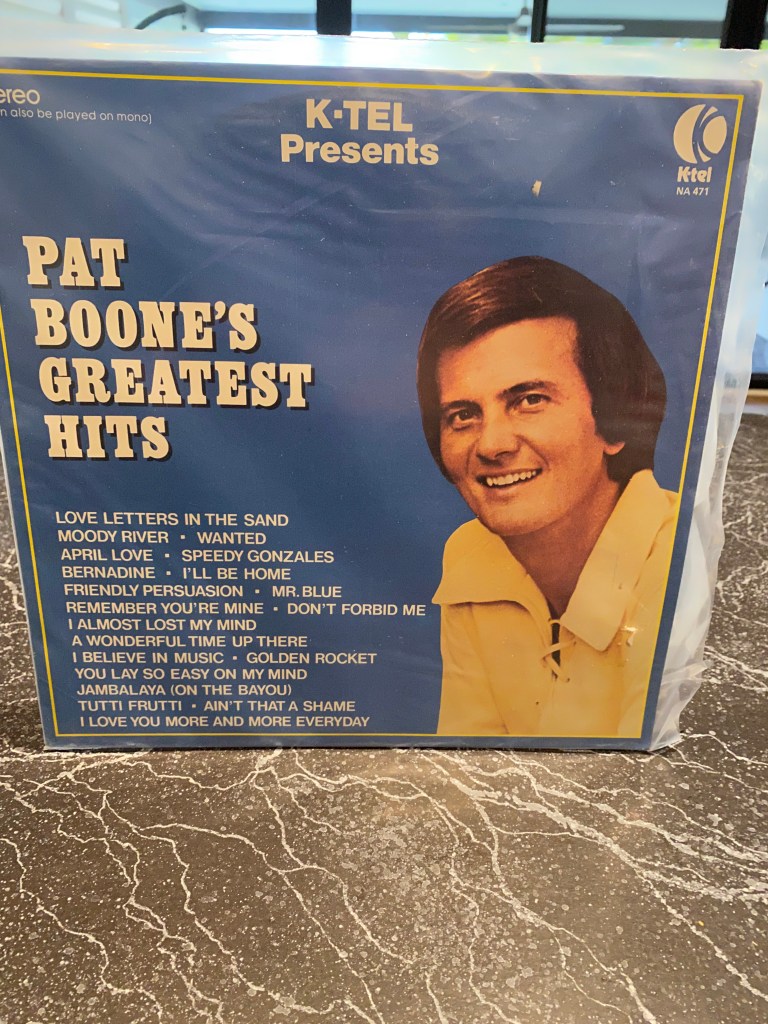 ereo
n also be played on mono)
K-TEL
Presents
K-tel
NA 471
PAT
BOONE'S
GREATEST
HITS
LOVE LETTERS IN THE SAND
MOODY RIVER • WANTED
APRIL LOVE • SPEEDY GONZALES
BERNADINE • I'LL BE HOME
FRIENDLY PERSUASION • MR. BLUE
REMEMBER YOU'RE MINE • DON'T FORBID ME
I ALMOST LOST MY MIND
A WONDERFUL TIME UP THERE
I BELIEVE IN MUSIC • GOLDEN ROCKET
YOU LAY SO EASY ON MY MIND
JAMBALAYA (ON THE BAYOU)
TUTTI FRUTTI • AIN'T THAT A SHAME
I LOVE YOU MORE AND MORE EVERYDAY